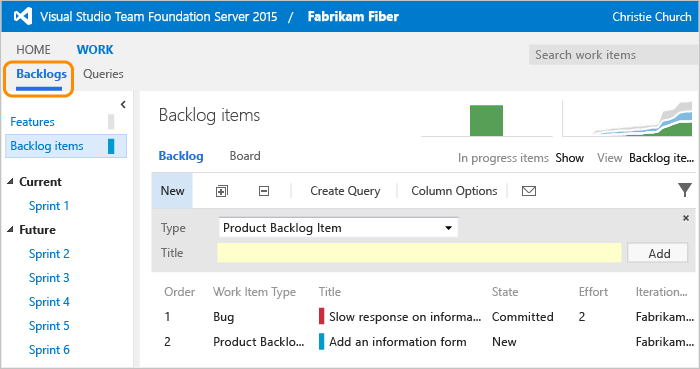 Visual Studio Team Foundation Server 2015 / Fabrikam Fiber Christie Church
HOME WORK
Search work items
Backlogs Queries
Features
Backlog items
Current
Sprint 1
Future
Sprint 2
Sprint 3
Sprint 4
Sprint 5
Sprint 6
Backlog items
Backlog Board
In progress items Show View Backlog ite...
New Create Query Column Options
Type Product Backlog Item
Title Add
Order Work Item Type Title State Effort Iteration...
1 Bug Slow response on informa... Committed 2 Fabrikam...
2 Product Backlo... Add an information form New Fabrikam...